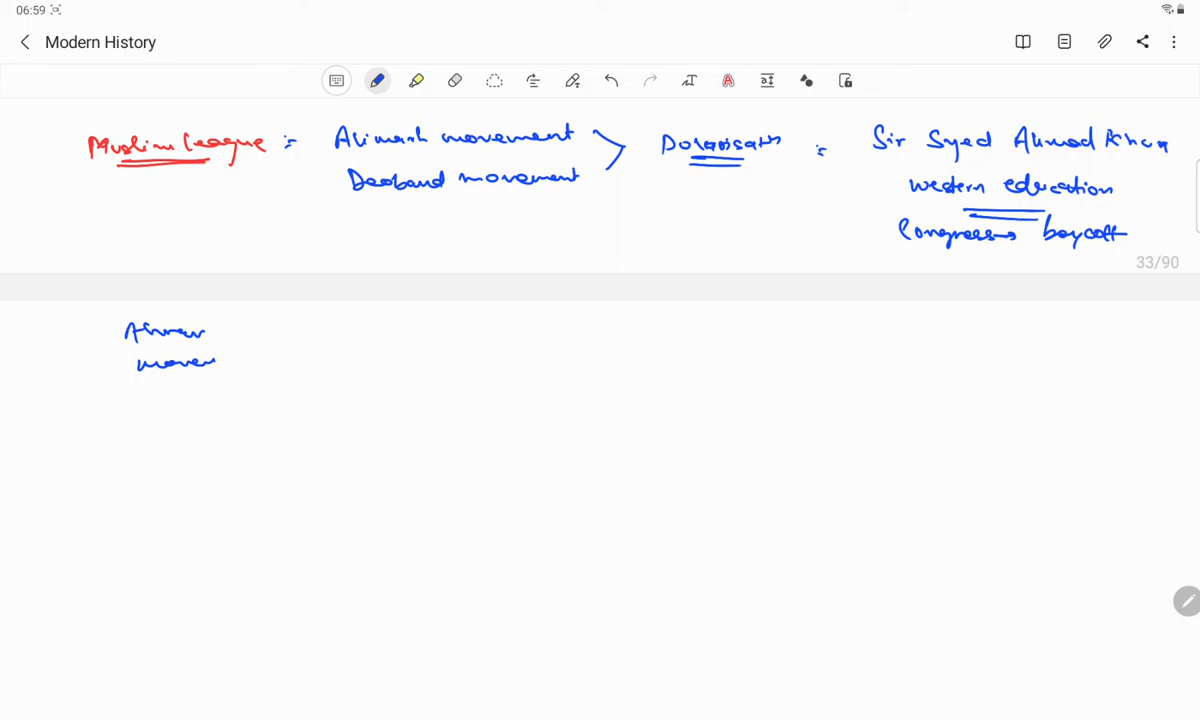 06:59
Modern History
Muslim League :- Aligarh movement
Deoband movement
Polarisation :
Sir Syed Ahmad Khan
western education
Congress → boycott
33/90
Ahrar
movem